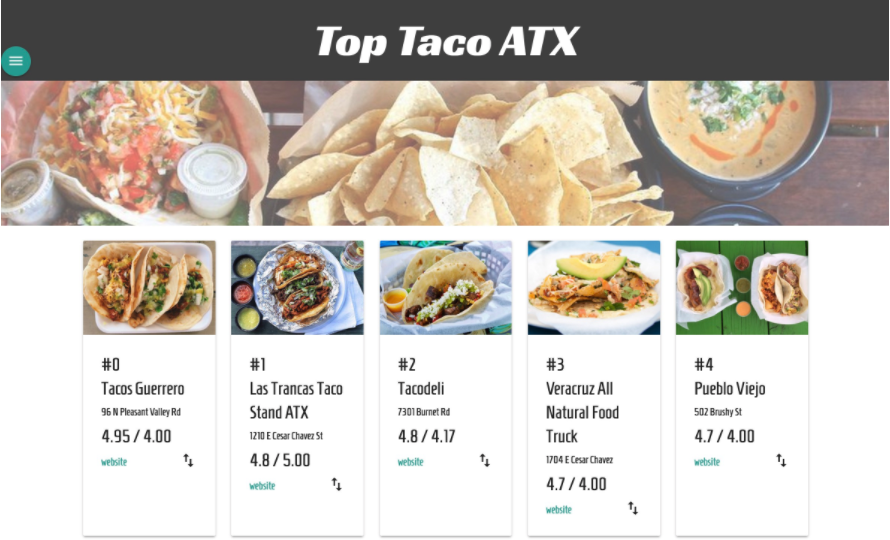 Top Taco ATX
#0
Tacos Guerrero
96 N Pleasant Valley Rd
4.95 / 4.00
website
#1
Las Trancas Taco
Stand ATX
1210 E Cesar Chavez St
4.8 / 5.00
website
#2
Tacodeli
7301 Burnet Rd
4.8 / 4.17
website
#3
Veracruz All
Natural Food
Truck
1704 E Cesar Chavez
4.7 / 4.00
website
#4
Pueblo Viejo
502 Brushy St
4.7 / 4.00
website